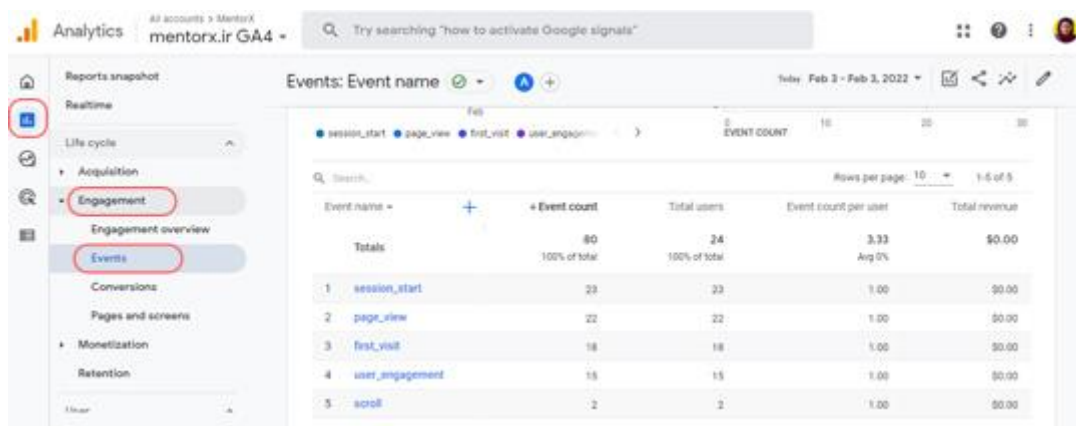 All accounts > MentorX
Analytics
mentorx.ir GA4
Try searching "how to activate Google signals"
Reports snapshot
Realtime
Life cycle
Acquisition
Engagement
Engagement overview
Events
Conversions
Pages and screens
Monetization
Retention
User
Events: Event name
A
Today Feb 3 - Feb 3, 2022
Feb
0 10 20 30
session_start page_view first_visit
EVENT COUNT
Search...
Rows per page: 10 1-5 of 5
Event name + Event count Total users Event count per user Total revenue
Totals 80 24 3.33 $0.00
100% of total 100% of total Avg 0%
1 session_start 23 23 1.00 $0.00
2 page_view 22 22 1.00 $0.00
3 first_visit 18 18 1.00 $0.00
4 user_engagement 15 15 1.00 $0.00
5 scroll 2 2 1.00 $0.00